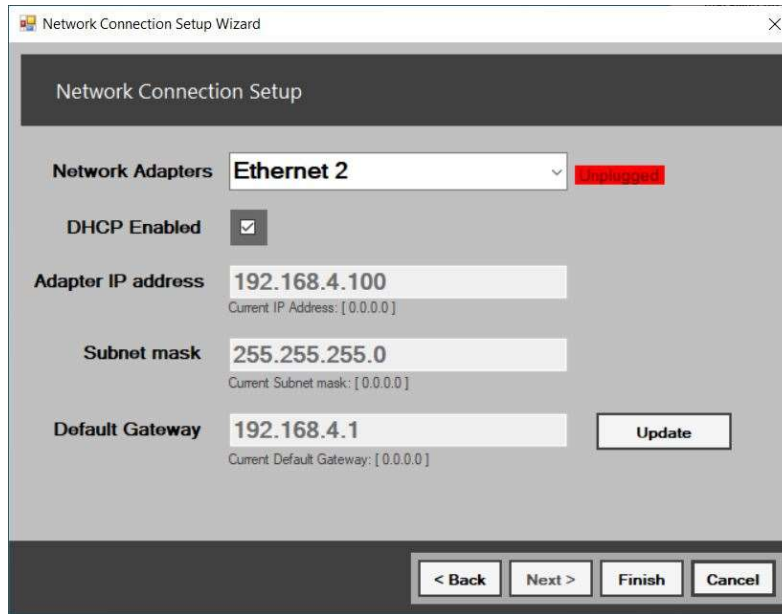 Network Connection Setup Wizard
Network Connection Setup
Network Adapters Ethernet 2 Unplugged
DHCP Enabled
Adapter IP address 192.168.4.100
Current IP Address: [ 0.0.0.0 ]
Subnet mask 255.255.255.0
Current Subnet mask: [ 0.0.0.0 ]
Default Gateway 192.168.4.1 Update
Current Default Gateway: [ 0.0.0.0 ]
< Back Next > Finish Cancel